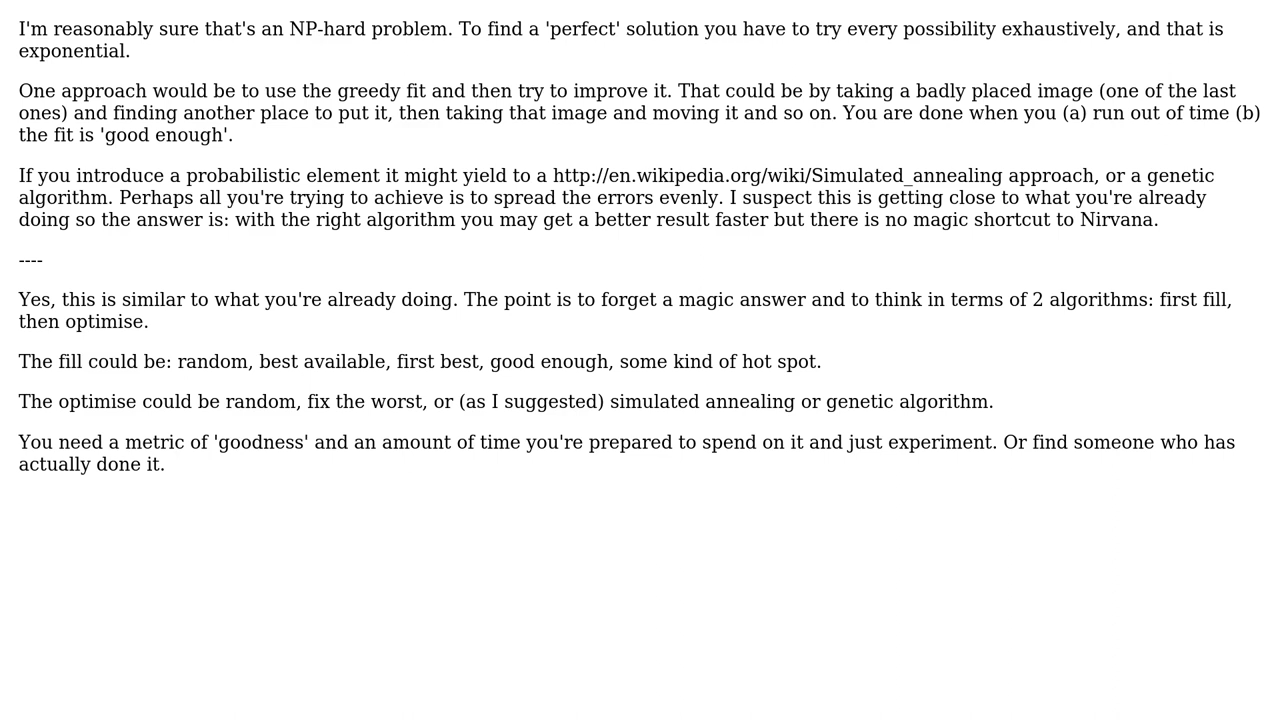 I'm reasonably sure that's an NP-hard problem. To find a 'perfect' solution you have to try every possibility exhaustively, and that is
exponential.
One approach would be to use the greedy fit and then try to improve it. That could be by taking a badly placed image (one of the last
ones) and finding another place to put it, then taking that image and moving it and so on. You are done when you (a) run out of time (b)
the fit is 'good enough'.
If you introduce a probabilistic element it might yield to a http://en.wikipedia.org/wiki/Simulated_annealing approach, or a genetic
algorithm. Perhaps all you're trying to achieve is to spread the errors evenly. I suspect this is getting close to what you're already
doing so the answer is: with the right algorithm you may get a better result faster but there is no magic shortcut to Nirvana.
----
Yes, this is similar to what you're already doing. The point is to forget a magic answer and to think in terms of 2 algorithms: first fill,
then optimise.
The fill could be: random, best available, first best, good enough, some kind of hot spot.
The optimise could be random, fix the worst, or (as I suggested) simulated annealing or genetic algorithm.
You need a metric of 'goodness' and an amount of time you're prepared to spend on it and just experiment. Or find someone who has
actually done it.